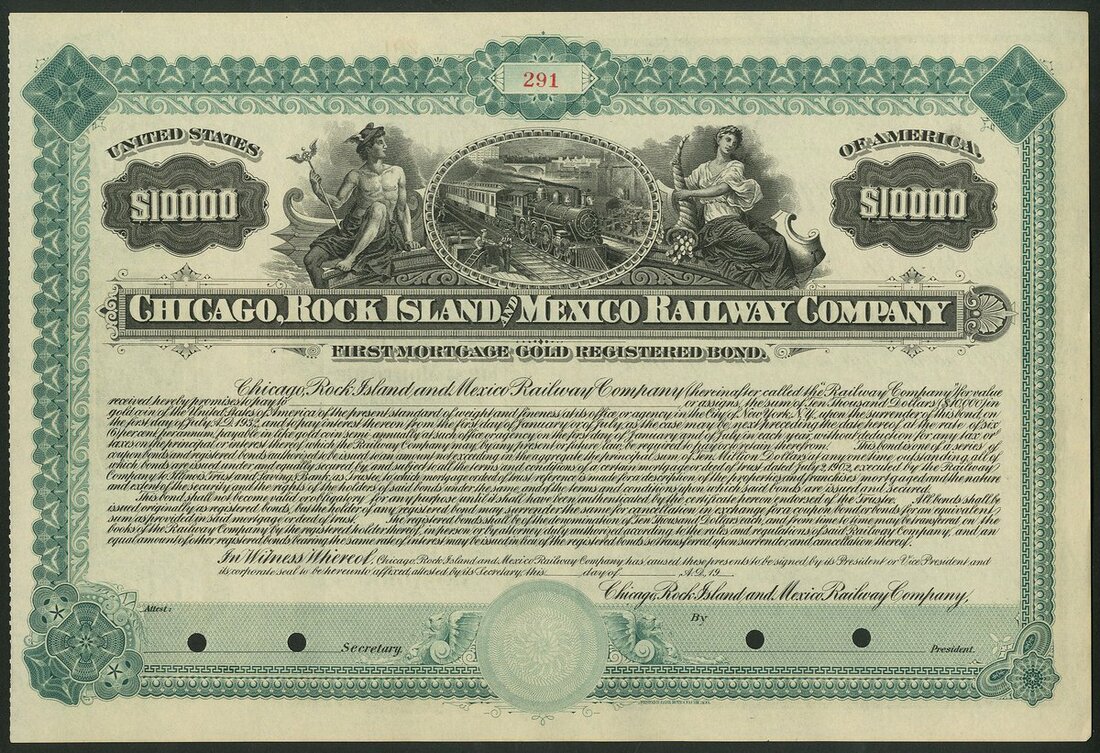 291
UNITED STATES
OF AMERICA.
$10000
$10000
CHICAGO, ROCK ISLAND AND MEXICO RAILWAY COMPANY
FIRST MORTGAGE GOLD REGISTERED BOND.
Chicago, Rock Island and Mexico Railway Company (hereinafter called the "Railway Company") for value
received hereby promises to pay to or assigns, the sum of Ten Thousand Dollars ($10,000) in
gold coin of the United States of America of the present standard of weight and fineness at its office or agency in the City of New York, N.Y., upon the surrender of this bond on
the first day of July A.D. 1952, and to pay interest thereon from the first day of January or of July, as the case may be, next preceding the date hereof at the rate of six
(6) per cent per annum, payable in like gold coin semi-annually at such office or agency on the first day of January and of July in each year, without deduction for any tax or
taxes in respect to interest thereof which the Railway Company may, by any present or future law, be required to pay or retain therefrom. This bond is one of a series of
coupon bonds and registered bonds authorized to be issued to an amount not exceeding in the aggregate the principal sum of Million Dollars at any one time outstanding, all of
which bonds are issued under and equally secured by, and subject to all the terms and conditions of a certain mortgage or deed of trust dated July 2, 1902, executed by the Railway
Company to Illinois Trust and Savings Bank, as Trustee, to which mortgage or deed of trust reference is made for a description of the properties and franchises mortgaged and the nature
and extent of the security and the rights of the holders of said bonds under the same and of the terms and conditions upon which said bonds are issued and secured.
This bond shall not become valid or obligatory for any purpose until it shall have been authenticated by the certificate hereon endorsed of the Trustee. All bonds shall be
issued originally as registered bonds, but the holder of any registered bond may surrender the same for cancellation in exchange for a coupon bond or bonds for an equivalent
sum as provided in said mortgage or deed of trust. The registered bonds shall be of the denomination of Ten Thousand Dollars each, and from time to time may be transferred on the
books of the Railway Company by the registered holder thereof, in person or by attorney duly authorized according to the rules and regulations of said Railway Company, and an
equal amount of other registered bonds bearing the same rate of interest may be issued in lieu of the registered bonds so transferred, upon surrender and cancellation thereof.
In Witness Whereof, Chicago, Rock Island and Mexico Railway Company has caused these presents to be signed by its President or Vice President and
its corporate seal to be hereunto affixed, attested by its Secretary, this day of A.D. 19
Chicago, Rock Island and Mexico Railway Company,
Attest:
By
Secretary.
President.